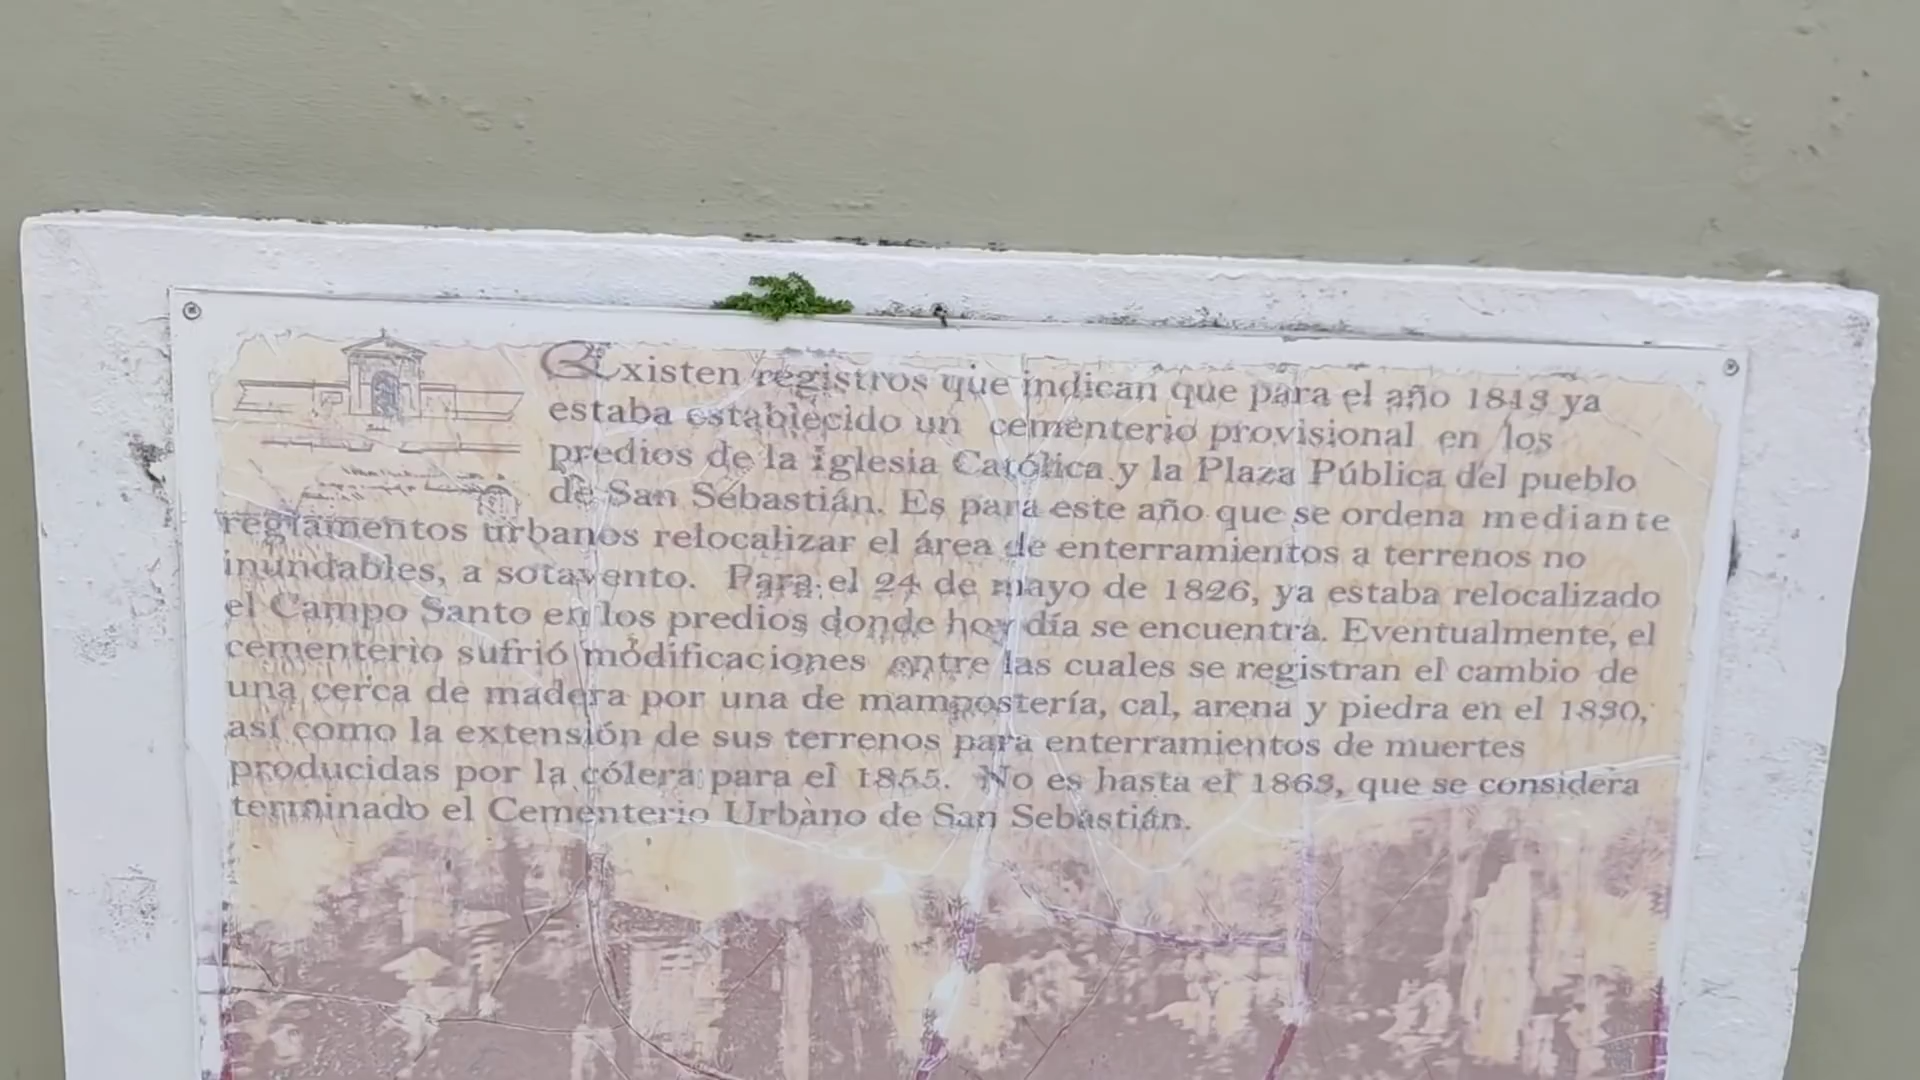 Existen registros que indican que para el año 1813 ya
estaba establecido un cementerio provisional en los
predios de la Iglesia Católica y la Plaza Pública del pueblo
de San Sebastián. Es para este año que se ordena mediante
reglamentos urbanos relocalizar el área de enterramientos a terrenos no
inundables, a sotavento. Para el 24 de mayo de 1826, ya estaba relocalizado
el Campo Santo en los predios donde hoy día se encuentra. Eventualmente, el
cementerio sufrió modificaciones entre las cuales se registran el cambio de
una cerca de madera por una de mampostería, cal, arena y piedra en el 1830,
así como la extensión de sus terrenos para enterramientos de muertes
producidas por la cólera para el 1855. No es hasta el 1863, que se considera
terminado el Cementerio Urbano de San Sebastián.